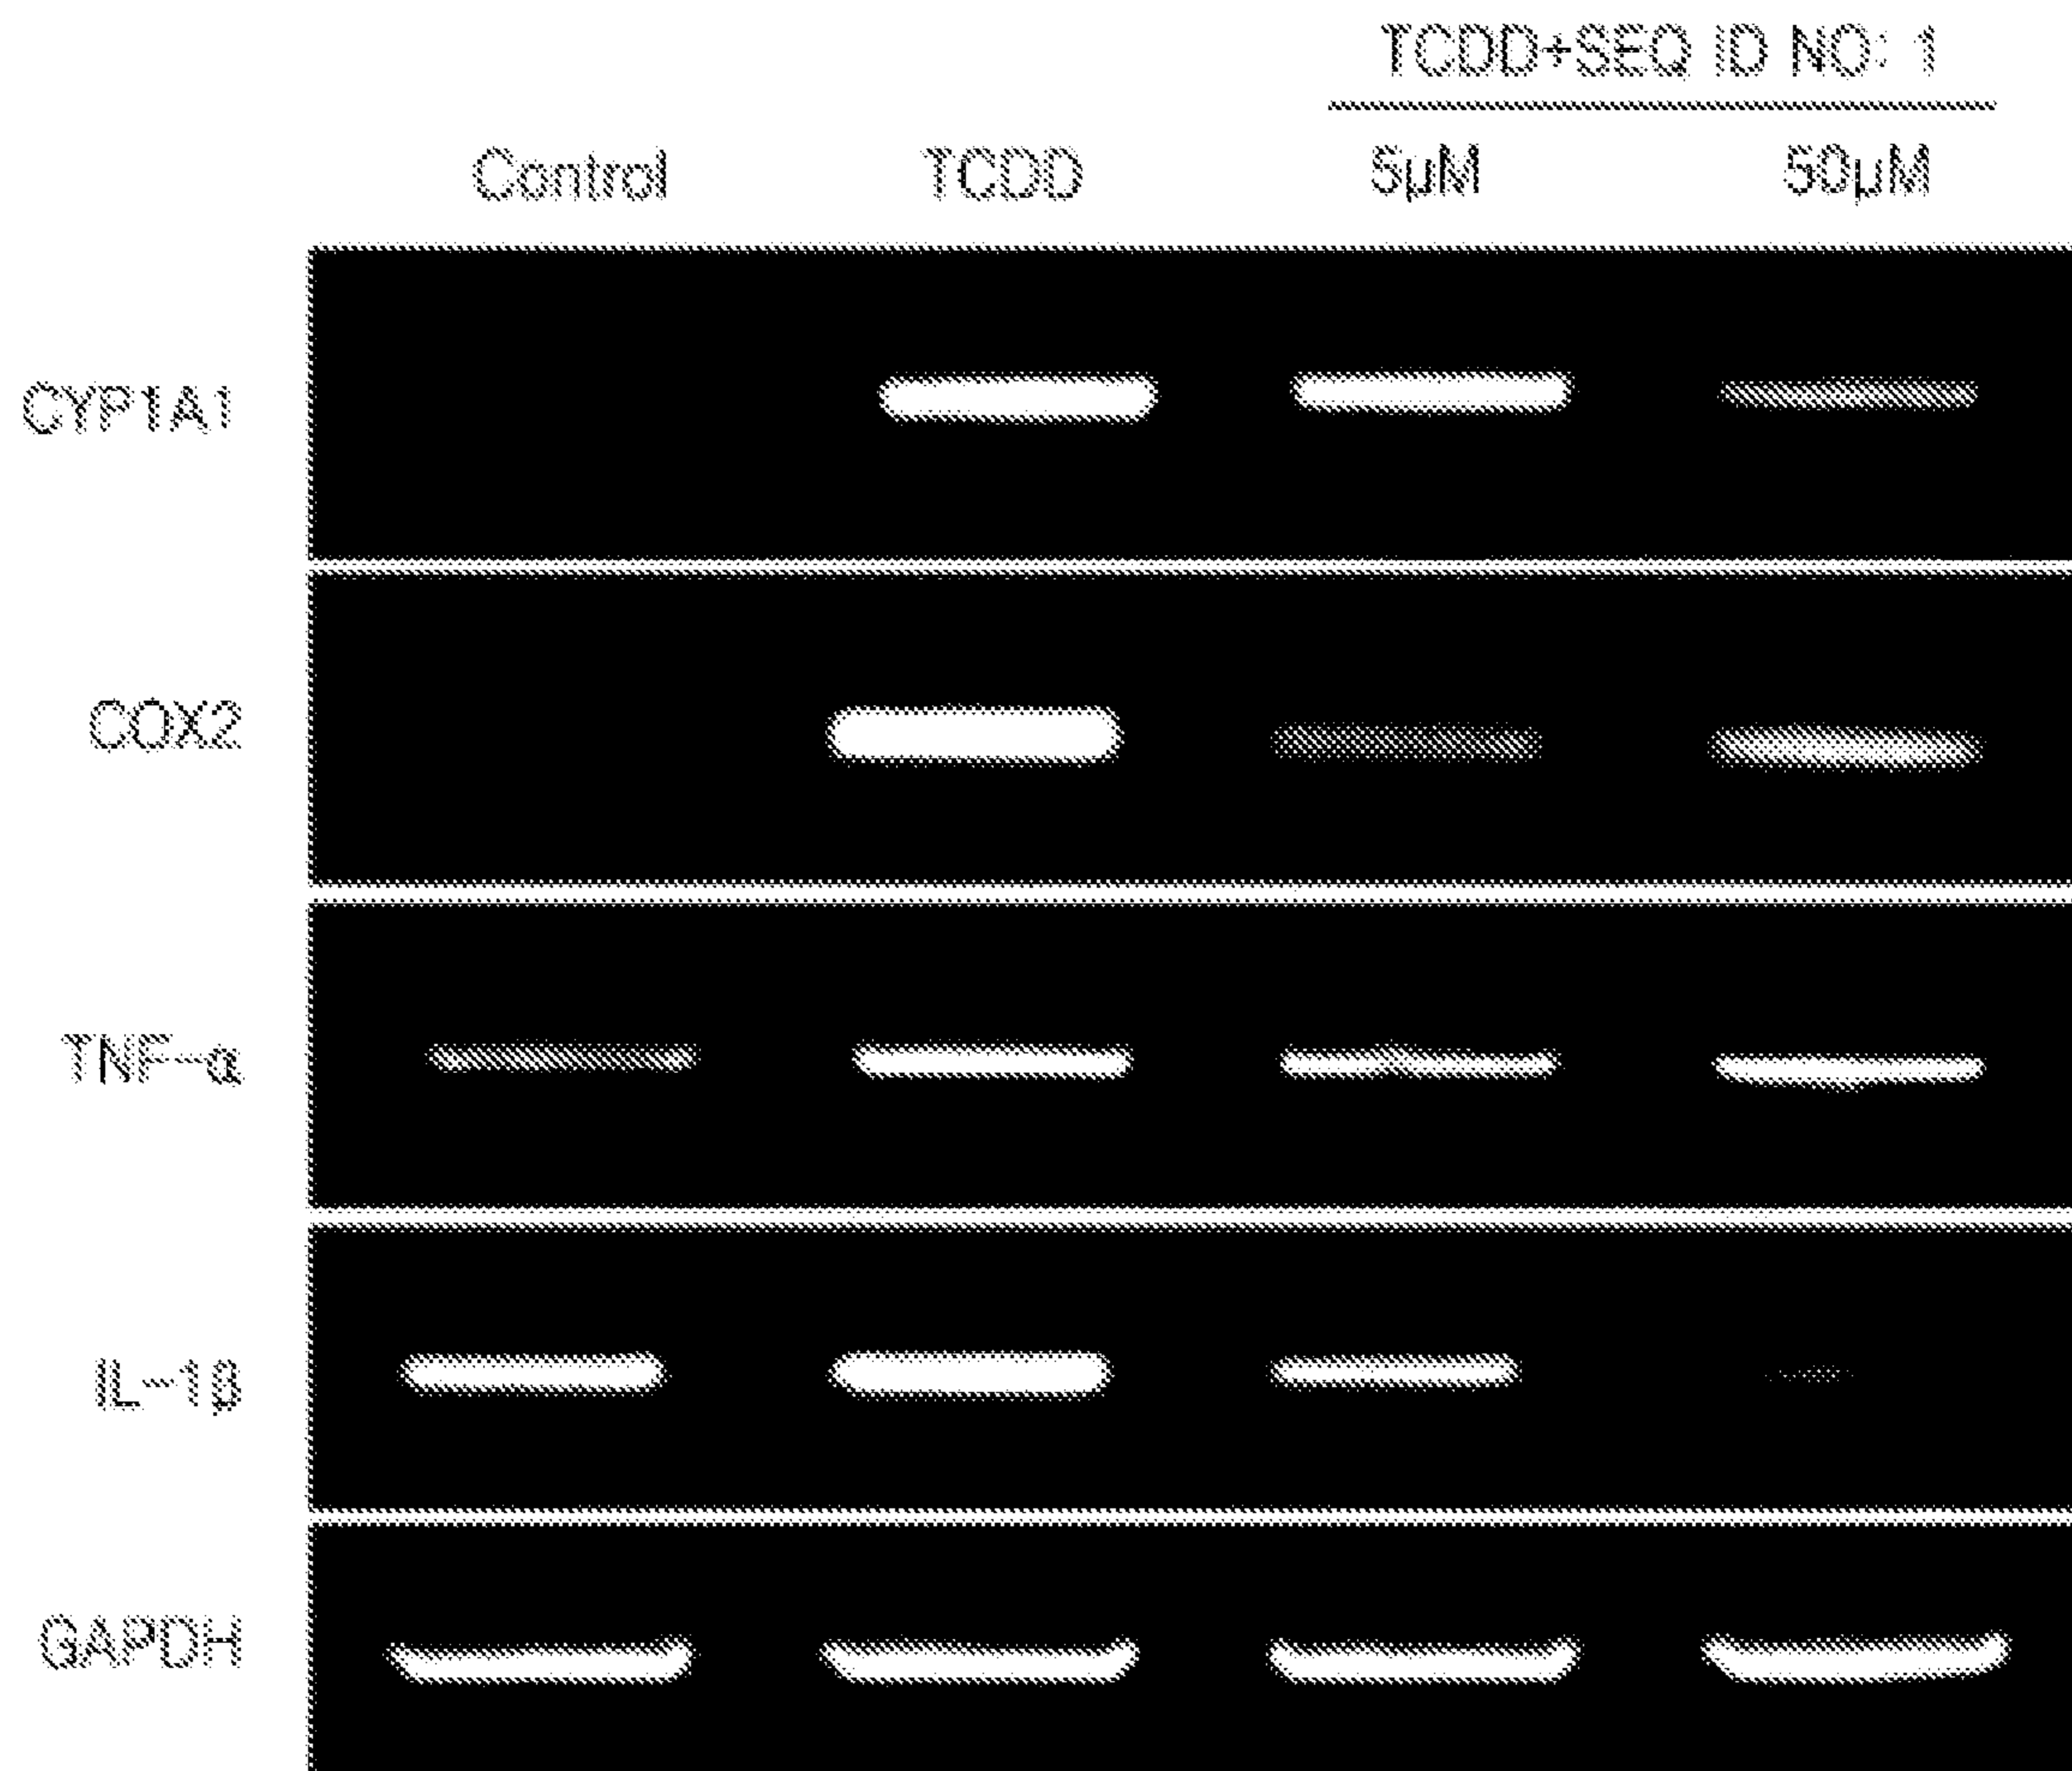 TCDD+SEQ ID NO: 1
Control TCDD 5μM 50μM
CYP1A1
COX2
TNF-α
IL-1β
GAPDH